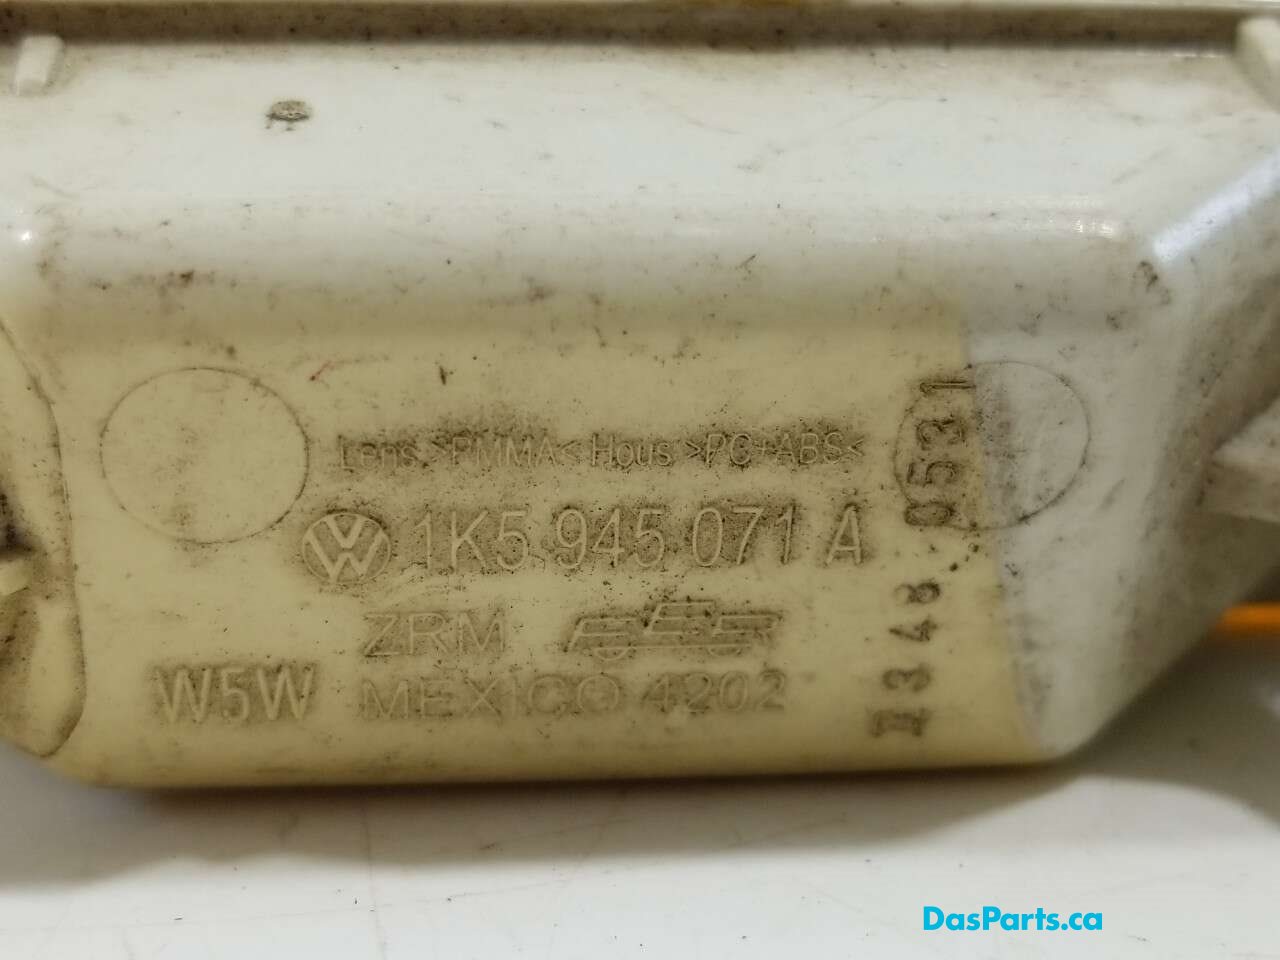 Lens >PMMA< Hous >PC+ABS<
1K5 945 071 A
ZRM
W5W MEXICO 4202
1348 0531
DasParts.ca